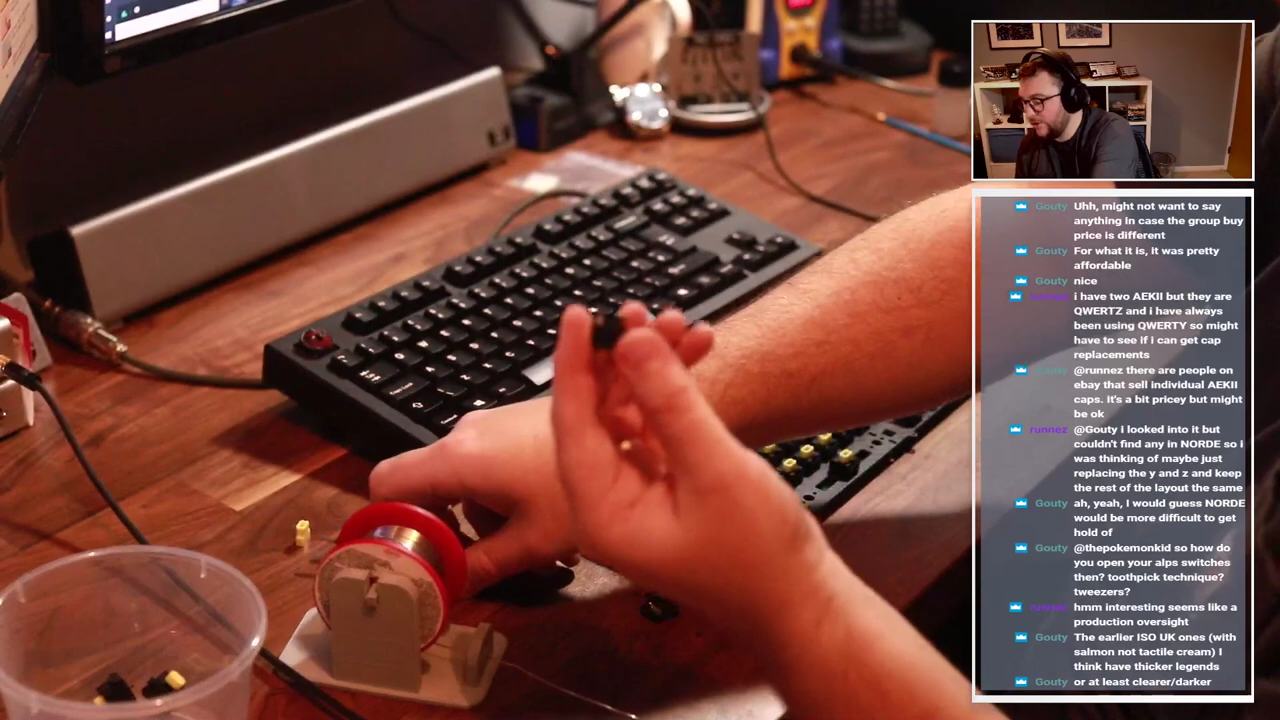 Gouty Uhh, might not want to say
anything in case the group buy
price is different
Gouty For what it is, it was pretty
affordable
Gouty nice
i have two AEKII but they are
QWERTZ and i have always
been using QWERTY so might
have to see if i can get cap
replacements
@runnez there are people on
ebay that sell individual AEKII
caps. it's a bit pricey but might
be ok
runnez @Gouty i looked into it but
couldn't find any in NORDE so i
was thinking of maybe just
replacing the y and z and keep
the rest of the layout the same
Gouty ah, yeah, I would guess NORDE
would be more difficult to get
hold of
Gouty @thepokemonkid so how do
you open your alps switches
then? toothpick technique?
tweezers?
hmm interesting seems like a
production oversight
Gouty The earlier ISO UK ones (with
salmon not tactile cream) I
think have thicker legends
Gouty or at least clearer/darker